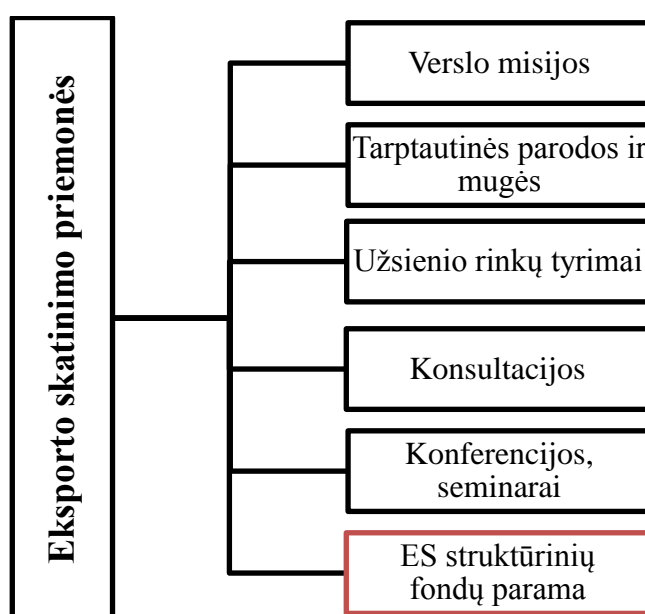 Eksporto skatinimo priemonės
Verslo misijos
Tarptautinės parodos ir
mugės
Užsienio rinkų tyrimai
Konsultacijos
Konferencijos,
seminarai
ES struktūrinių
fondų parama